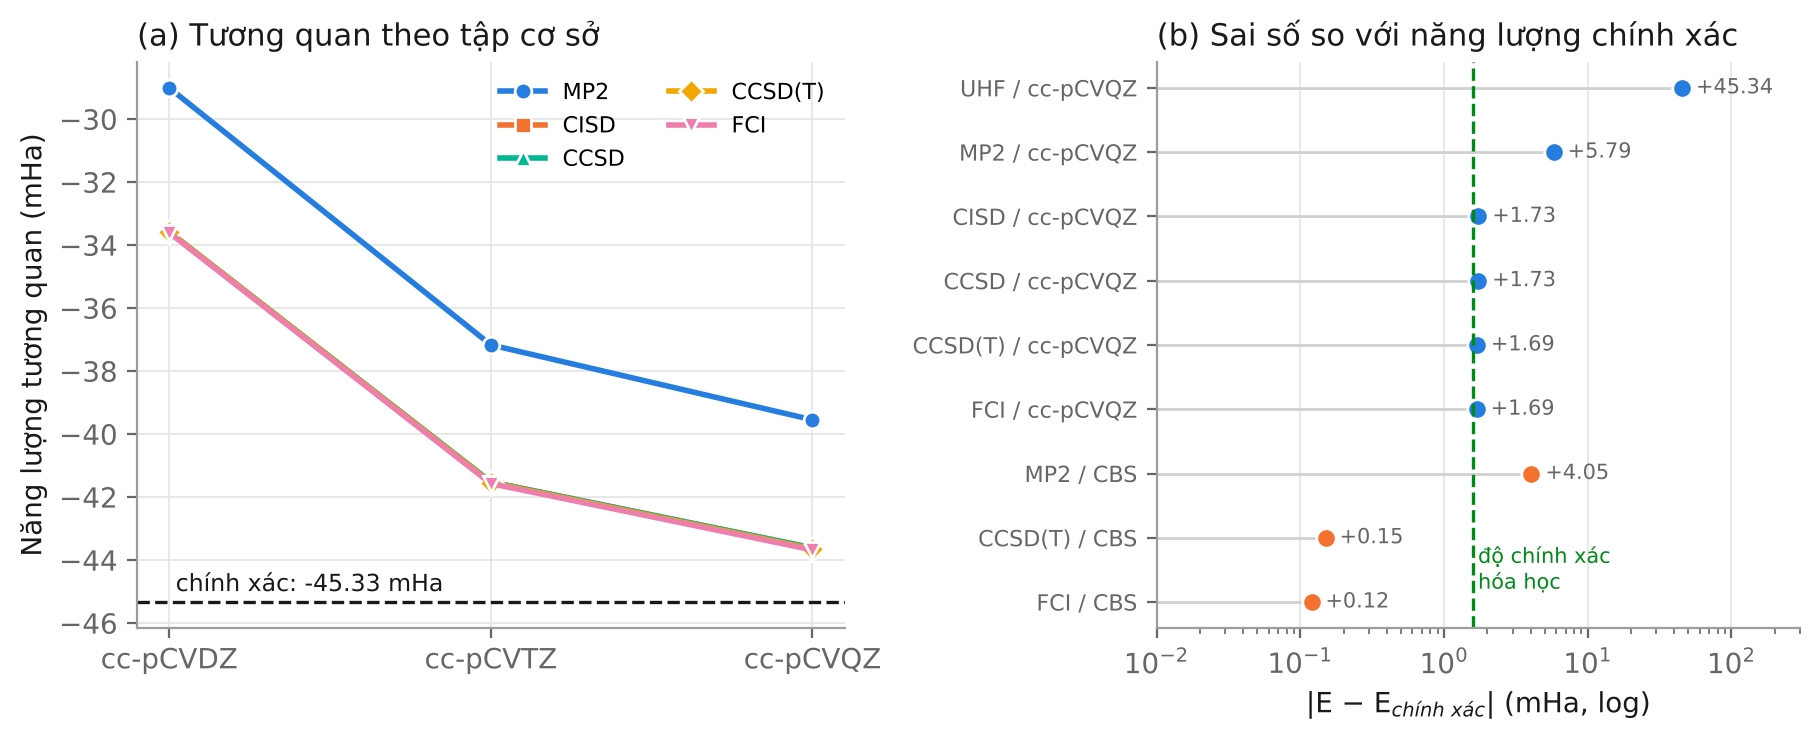 (a) Tương quan theo tập cơ sở
Năng lượng tương quan (mHa)
−30
−32
−34
−36
−38
−40
−42
−44
−46
MP2
CISD
CCSD
CCSD(T)
FCI
chính xác: -45.33 mHa
cc-pCVDZ
cc-pCVTZ
cc-pCVQZ
(b) Sai số so với năng lượng chính xác
UHF / cc-pCVQZ +45.34
MP2 / cc-pCVQZ +5.79
CISD / cc-pCVQZ +1.73
CCSD / cc-pCVQZ +1.73
CCSD(T) / cc-pCVQZ +1.69
FCI / cc-pCVQZ +1.69
MP2 / CBS +4.05
CCSD(T) / CBS +0.15
FCI / CBS +0.12
độ chính xác
hóa học
10⁻² 10⁻¹ 10⁰ 10¹ 10²
|E − E_chính xác| (mHa, log)